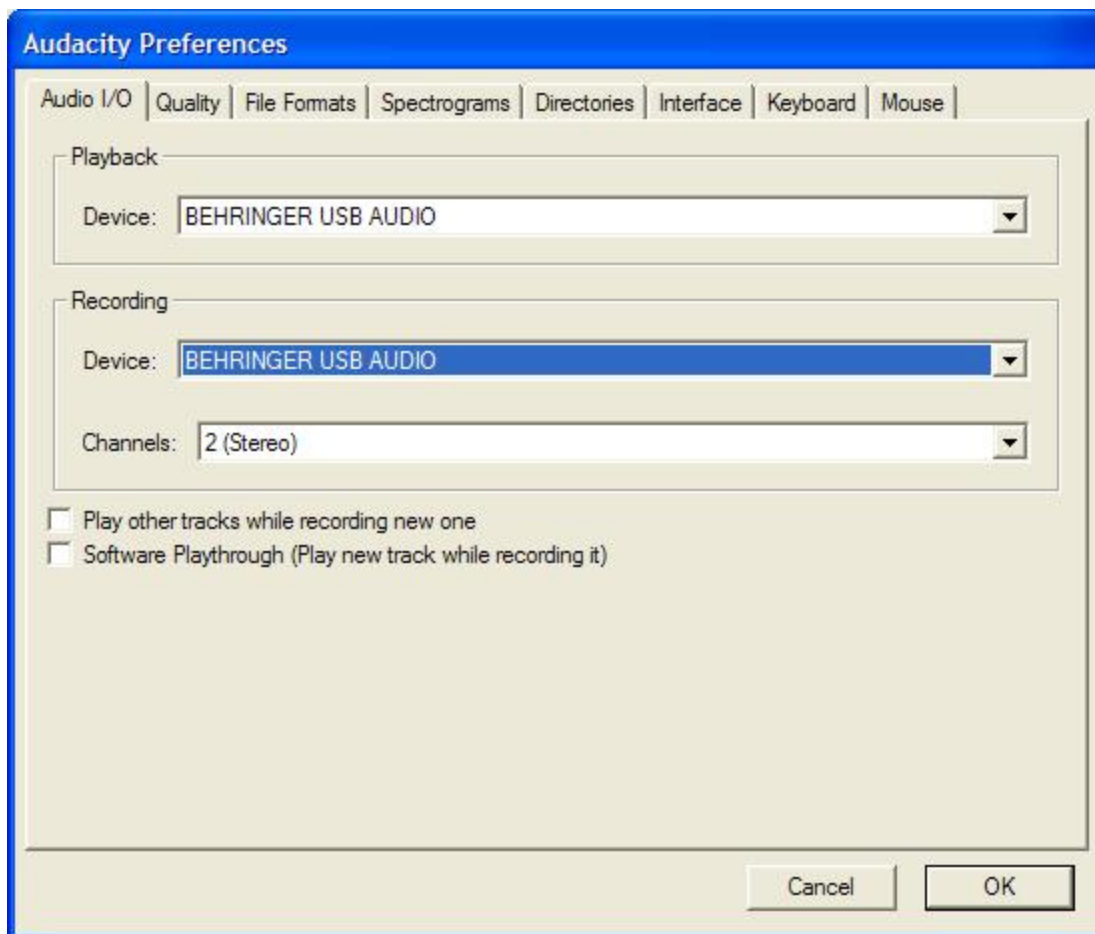 Audacity Preferences
Audio I/O Quality File Formats Spectrograms Directories Interface Keyboard Mouse
Playback
Device: BEHRINGER USB AUDIO
Recording
Device: BEHRINGER USB AUDIO
Channels: 2 (Stereo)
Play other tracks while recording new one
Software Playthrough (Play new track while recording it)
Cancel OK